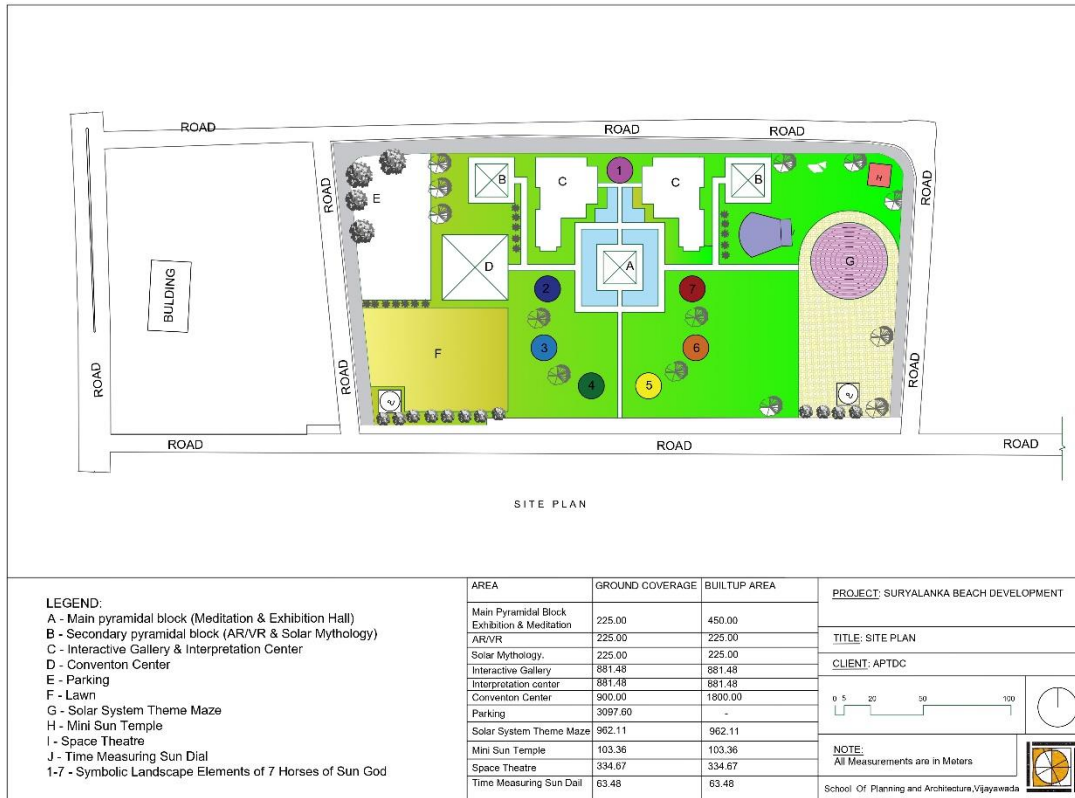 ROAD
ROAD
ROAD
B
C
1
C
B
H
E
ROAD
ROAD
D
A
G
2
7
BULDING
3
6
F
ROAD
ROAD
ROAD
4
5
ROAD
ROAD
ROAD
SITE PLAN
LEGEND:
A - Main pyramidal block (Meditation & Exhibition Hall)
B - Secondary pyramidal block (AR/VR & Solar Mythology)
C - Interactive Gallery & Interpretation Center
D - Conventon Center
E - Parking
F - Lawn
G - Solar System Theme Maze
H - Mini Sun Temple
I - Space Theatre
J - Time Measuring Sun Dial
1-7 - Symbolic Landscape Elements of 7 Horses of Sun God
AREA GROUND COVERAGE BUILTUP AREA
Main Pyramidal Block
Exhibition & Meditation 225.00 450.00
AR/VR 225.00 225.00
Solar Mythology. 225.00 225.00
Interactive Gallery 881.48 881.48
Interpretation center 881.48 881.48
Conventon Center 900.00 1800.00
Parking 3097.60 -
Solar System Theme Maze 962.11 962.11
Mini Sun Temple 103.36 103.36
Space Theatre 334.67 334.67
Time Measuring Sun Dail 63.48 63.48
PROJECT: SURYALANKA BEACH DEVELOPMENT
TITLE: SITE PLAN
CLIENT: APTDC
0 5 20 50 100
NOTE:
All Measurements are in Meters
School Of Planning and Architecture,Vijayawada